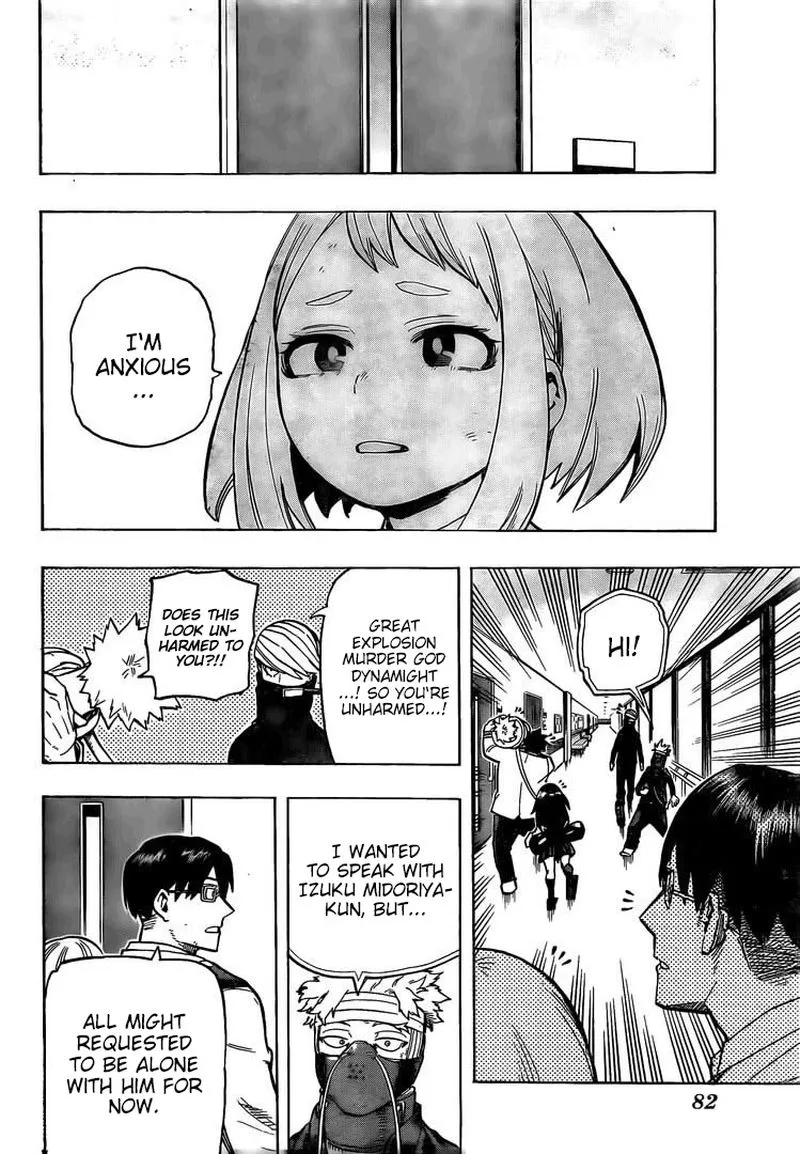 I'M
ANXIOUS
...
HI!
GREAT
EXPLOSION
MURDER GOD
DYNAMIGHT
...! SO YOU'RE
UNHARMED...!
DOES THIS
LOOK UN-
HARMED TO
YOU?!!
I WANTED
TO SPEAK WITH
IZUKU MIDORIYA-
KUN, BUT...
ALL MIGHT
REQUESTED
TO BE ALONE
WITH HIM FOR
NOW.
82